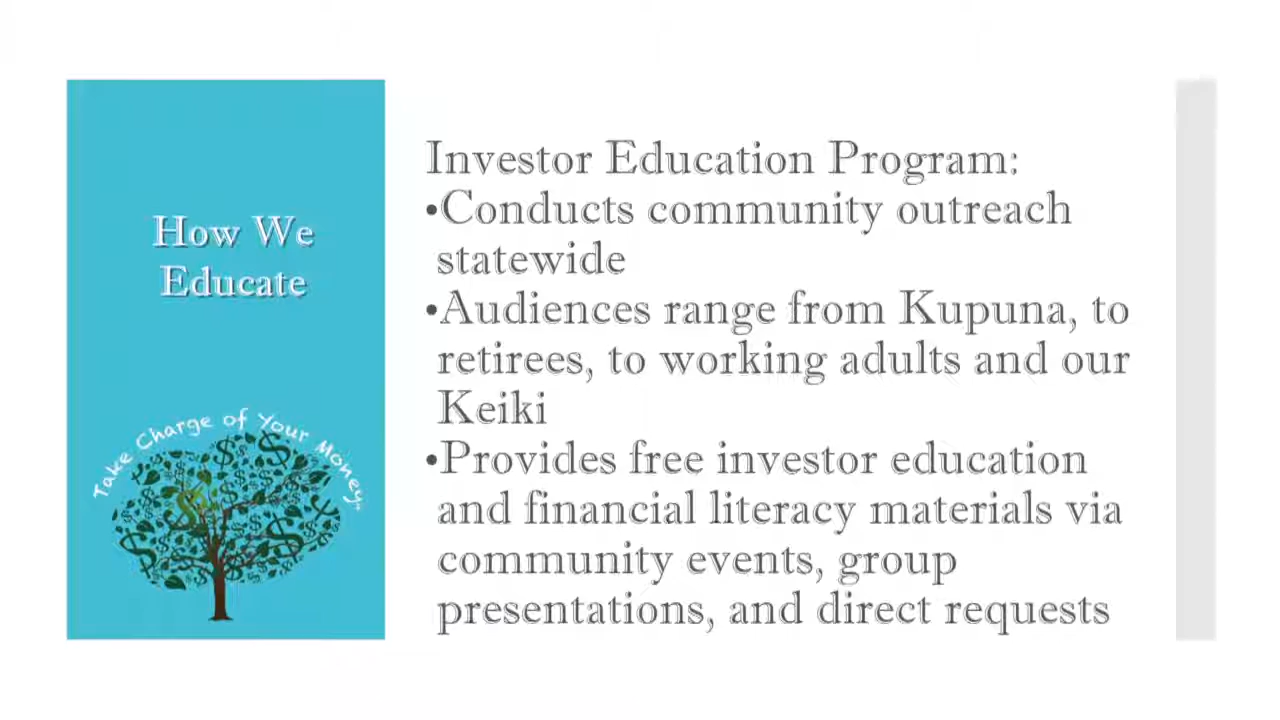 How We
Educate
Take Charge of Your Money.
Investor Education Program:
•Conducts community outreach
statewide
•Audiences range from Kupuna, to
retirees, to working adults and our
Keiki
•Provides free investor education
and financial literacy materials via
community events, group
presentations, and direct requests